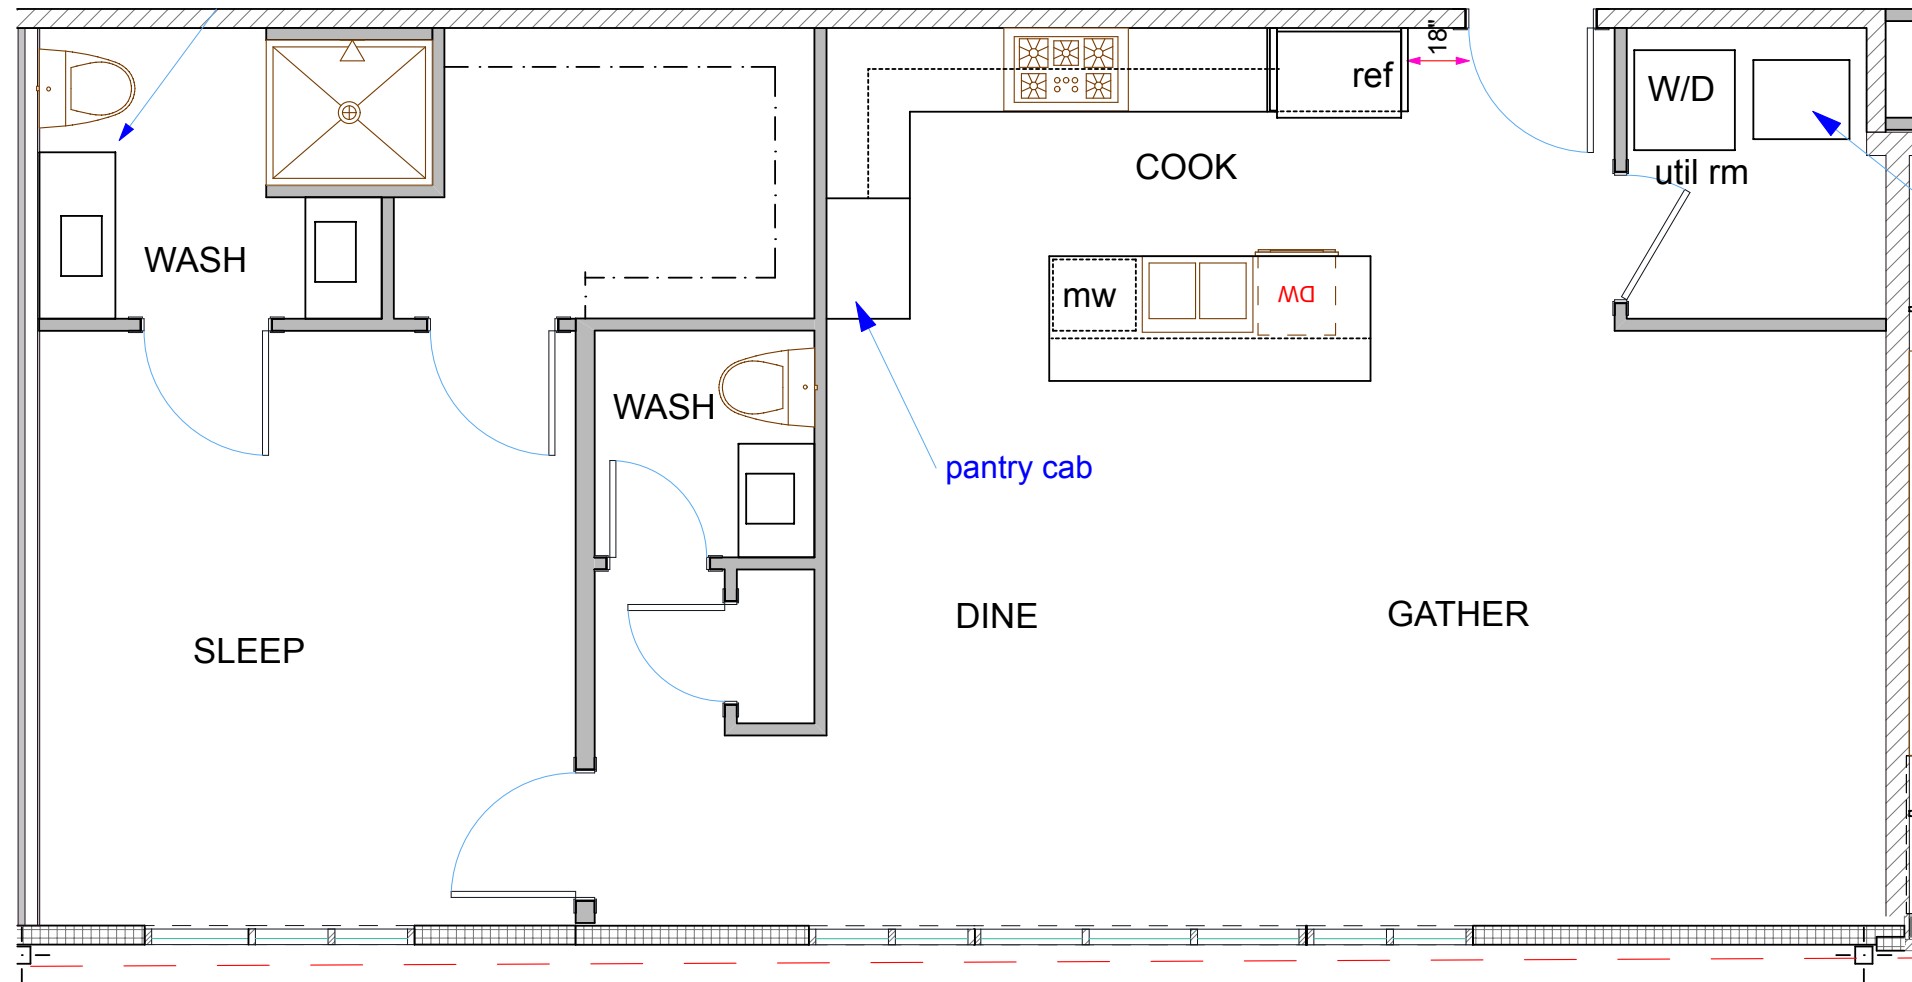 18"
ref
W/D
COOK
util rm
WASH
mw
DW
WASH
pantry cab
DINE
GATHER
SLEEP